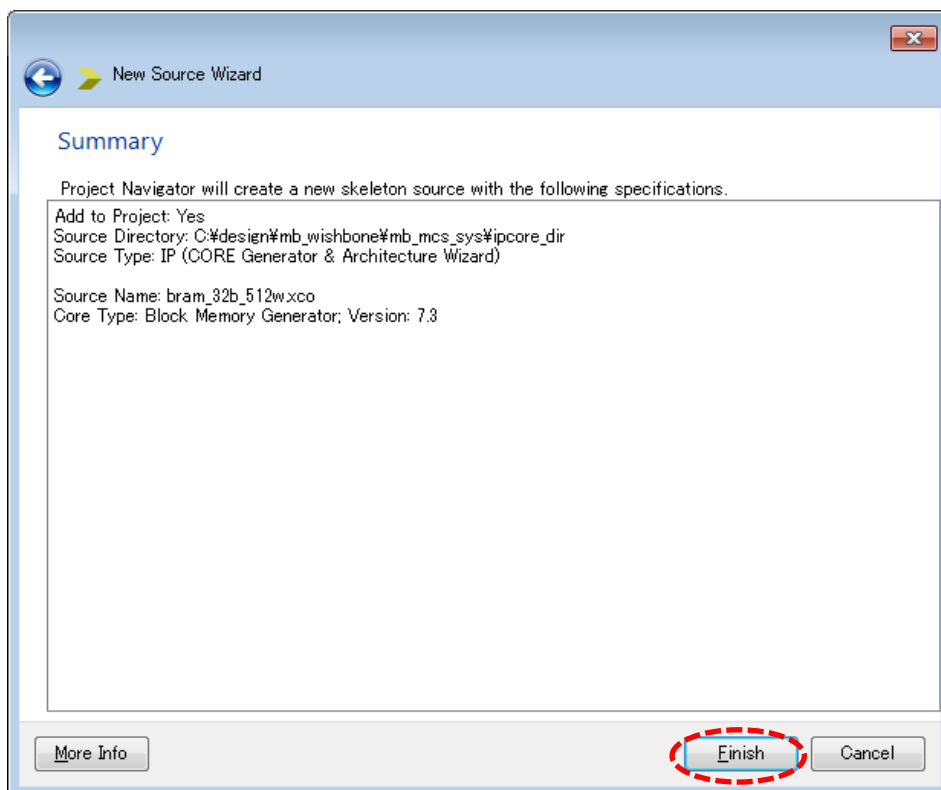 New Source Wizard
Summary
Project Navigator will create a new skeleton source with the following specifications.
Add to Project: Yes
Source Directory: C:¥design¥mb_wishbone¥mb_mcs_sys¥ipcore_dir
Source Type: IP (CORE Generator & Architecture Wizard)
Source Name: bram_32b_512w.xco
Core Type: Block Memory Generator; Version: 7.3
More Info
Finish
Cancel